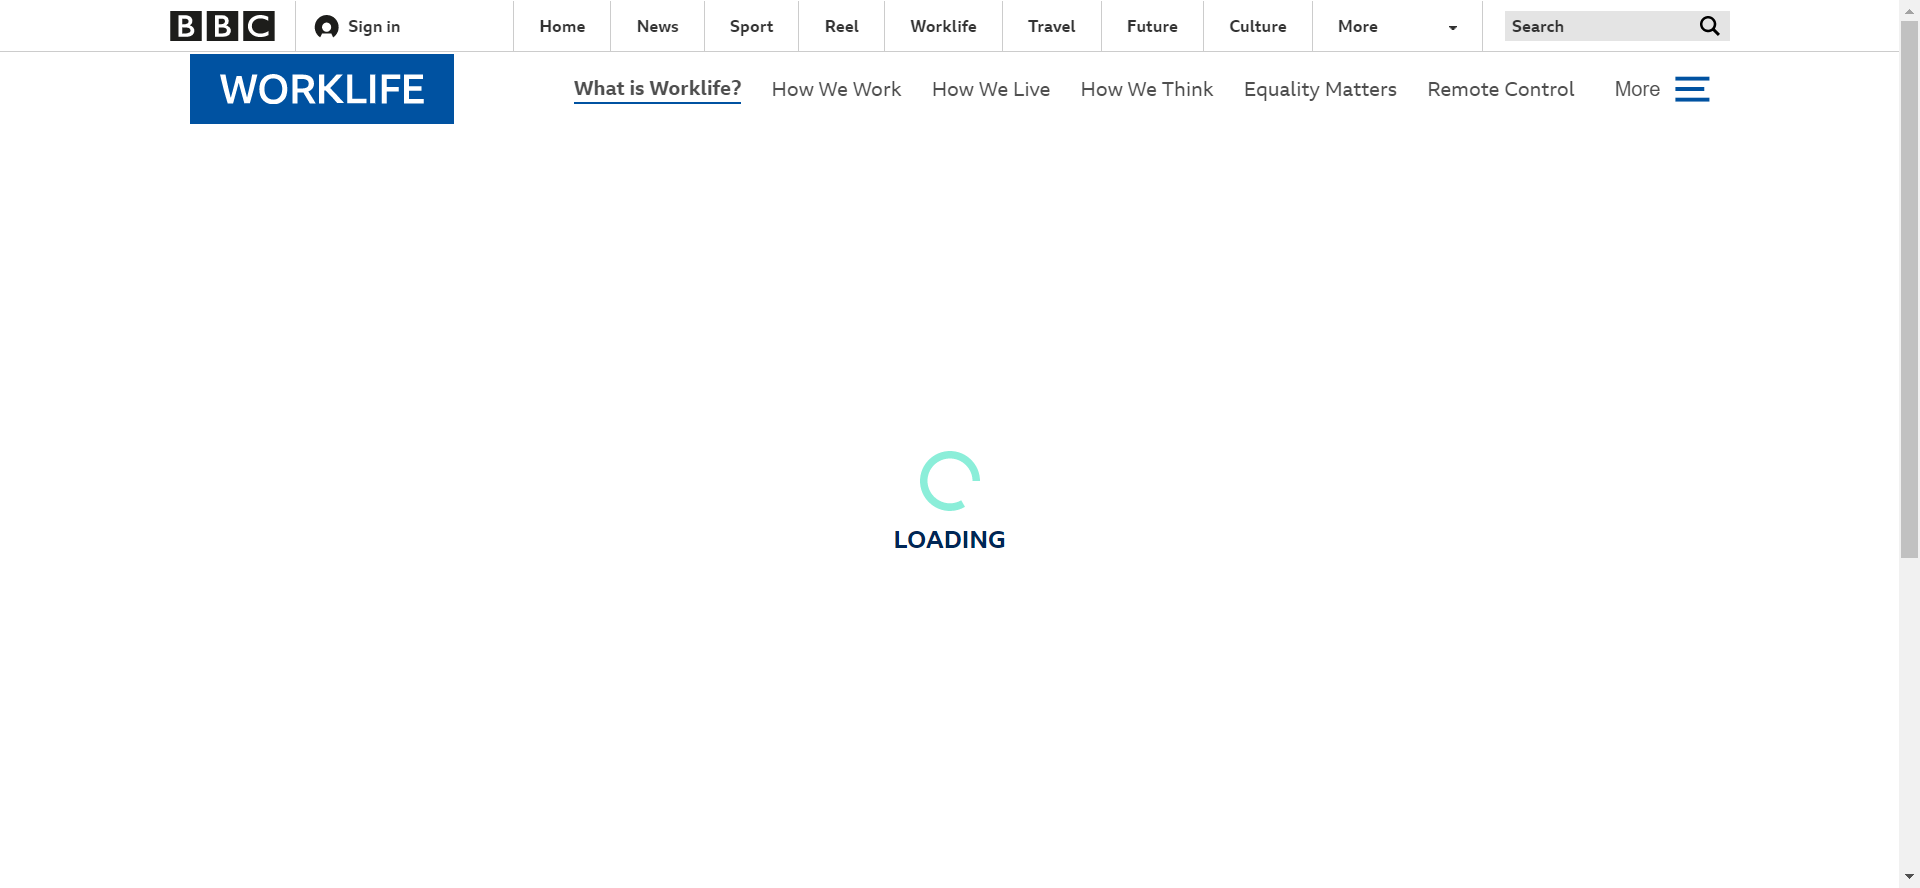 BBC Sign in Home News Sport Reel Worklife Travel Future Culture More Search
WORKLIFE What is Worklife? How We Work How We Live How We Think Equality Matters Remote Control More
LOADING